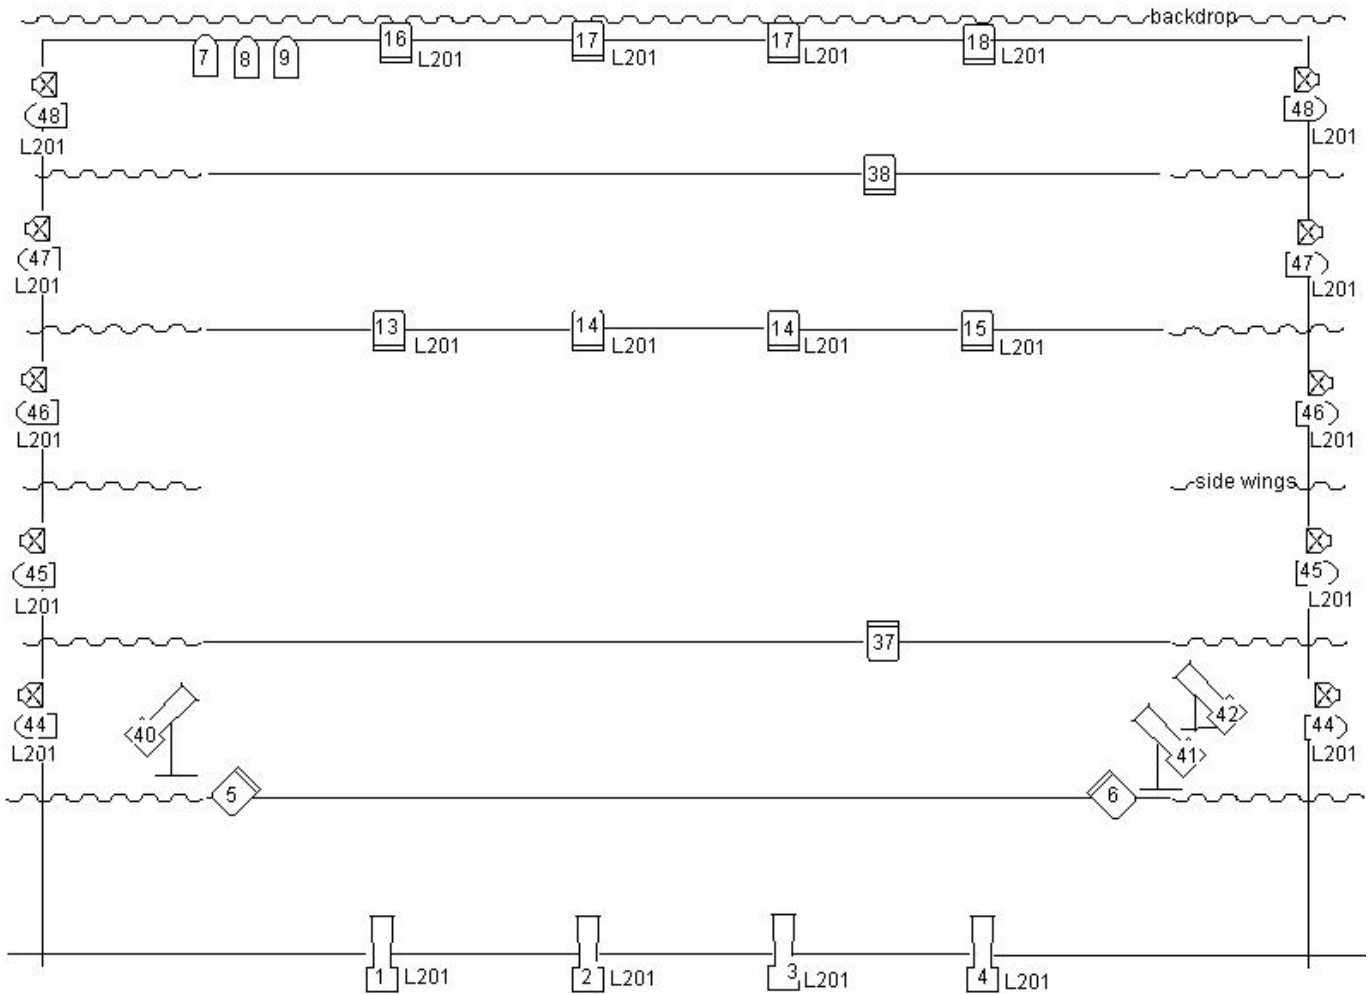 backdrop
7 8 9 16 L201 17 L201 17 L201 18 L201
48 48
L201 L201
38
47 47
L201 L201
13 L201 14 L201 14 L201 15 L201
46 46
L201 L201
side wings
45 45
L201 L201
37
44 40 41 42 44
L201 L201
5 6
1 L201 2 L201 3 L201 4 L201